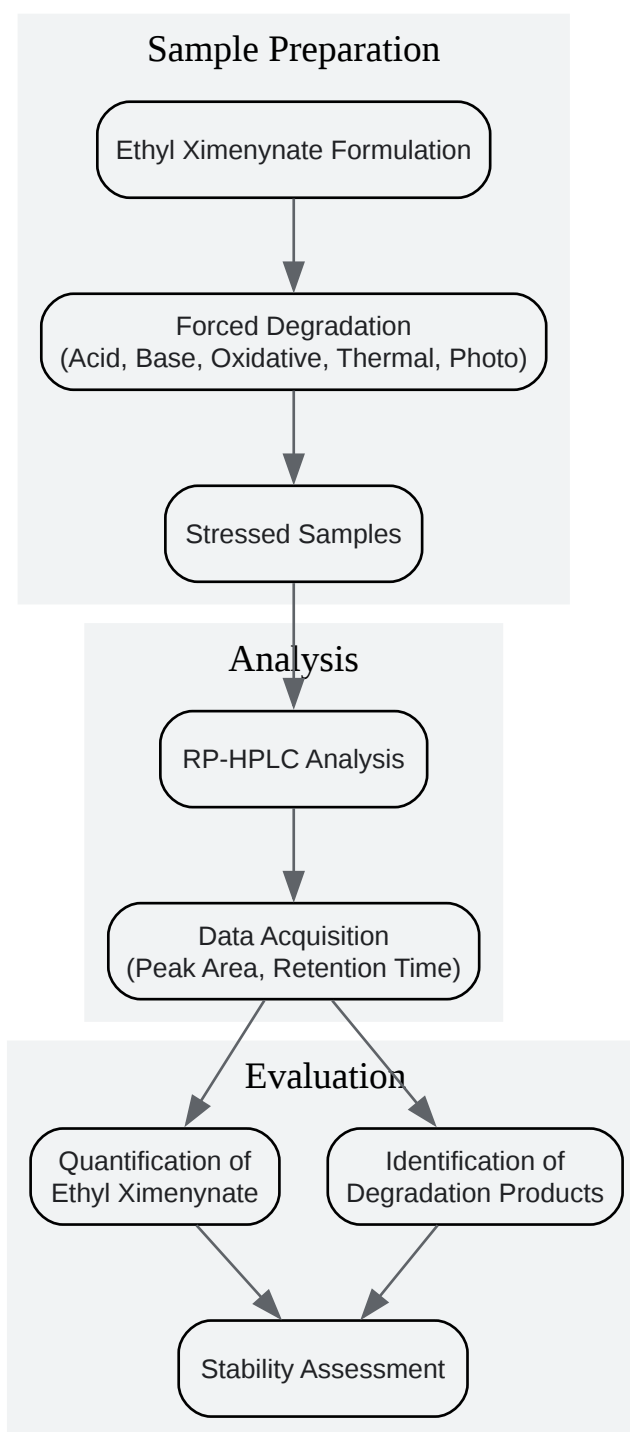 Sample Preparation
Ethyl Ximenynate Formulation
Forced Degradation
(Acid, Base, Oxidative, Thermal, Photo)
Stressed Samples
Analysis
RP-HPLC Analysis
Data Acquisition
(Peak Area, Retention Time)
Evaluation
Quantification of
Ethyl Ximenynate
Identification of
Degradation Products
Stability Assessment